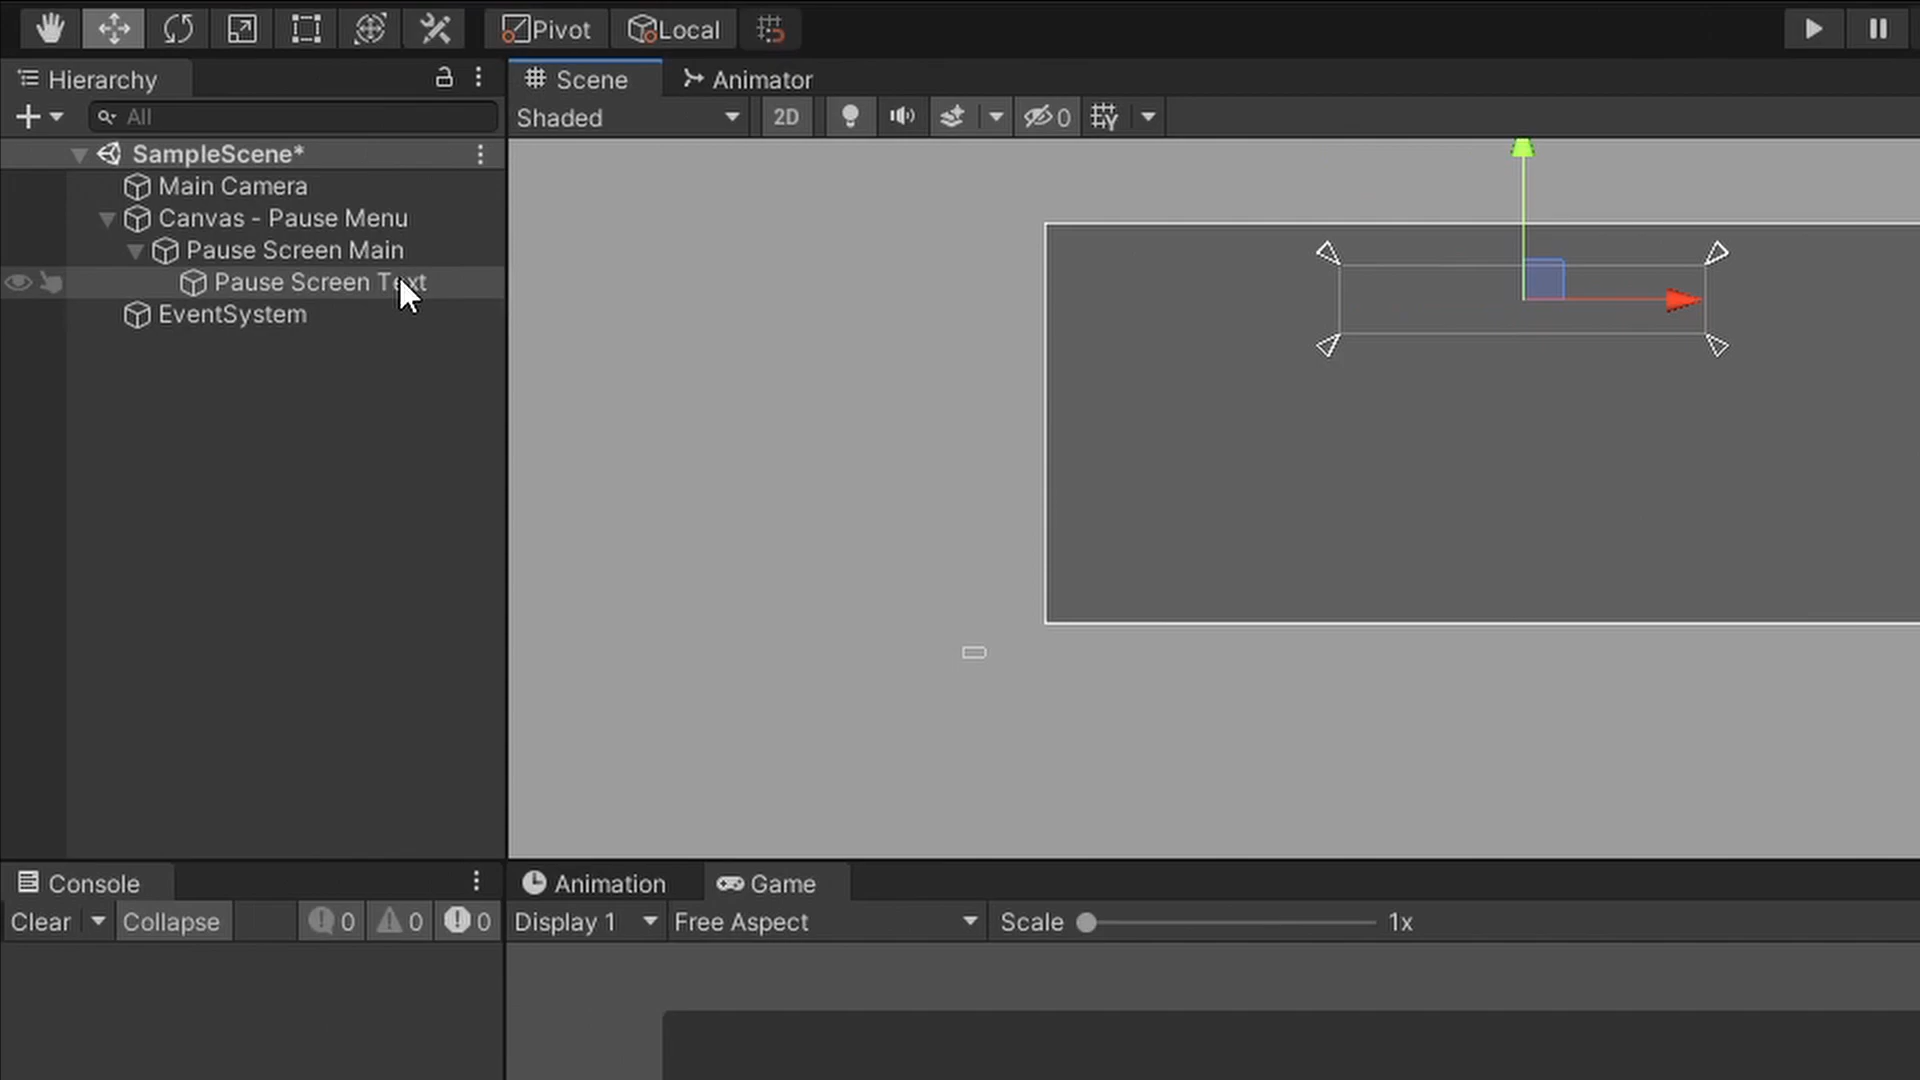 Pivot Local
Hierarchy
Scene Animator
All
Shaded 2D 0
SampleScene*
Main Camera
Canvas - Pause Menu
Pause Screen Main
Pause Screen Text
EventSystem
Console
Animation Game
Clear Collapse 0 0 0
Display 1 Free Aspect Scale 1x